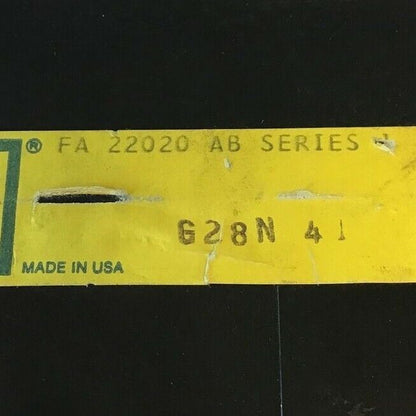 ® FA 22020 AB SERIES
G28N 41
MADE IN USA